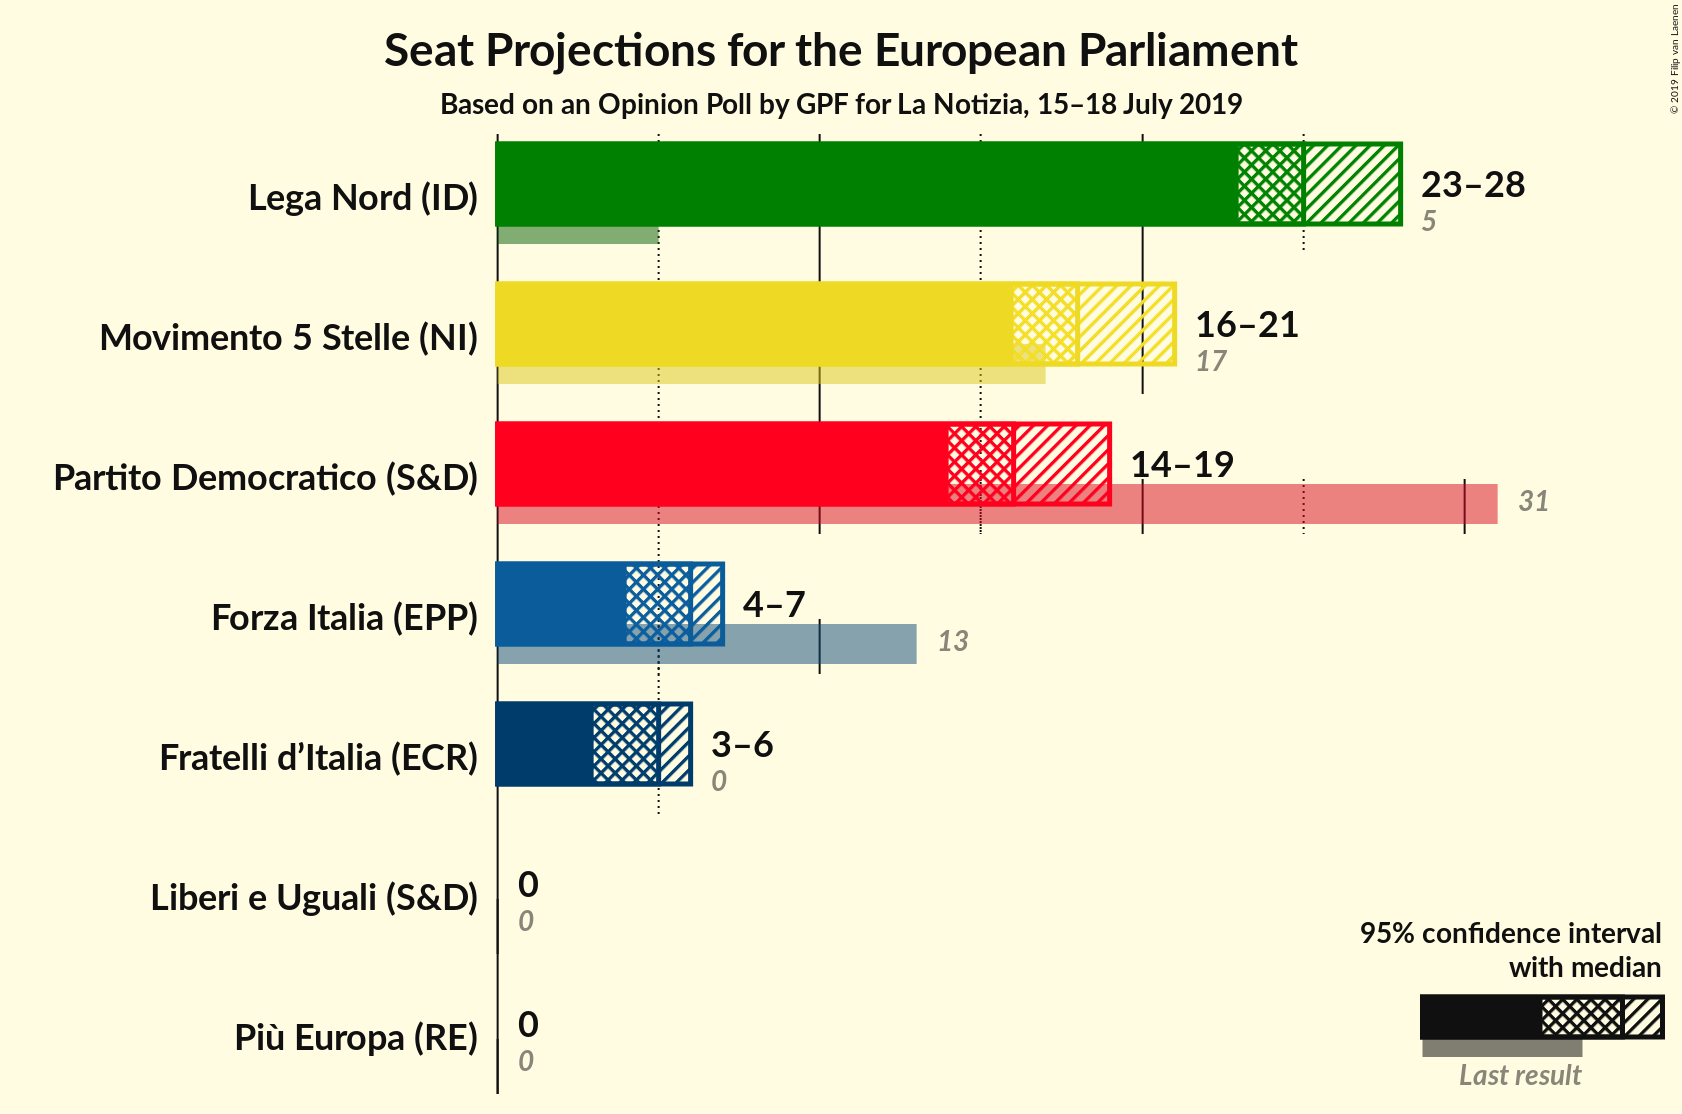 Seat Projections for the European Parliament
Based on an Opinion Poll by GPF for La Notizia, 15–18 July 2019
© 2019 Filip van Laenen
Lega Nord (ID)
23–28
5
Movimento 5 Stelle (NI)
16–21
17
Partito Democratico (S&D)
14–19
31
Forza Italia (EPP)
4–7
13
Fratelli d’Italia (ECR)
3–6
0
Liberi e Uguali (S&D)
0
0
Più Europa (RE)
0
0
95% confidence interval
with median
Last result